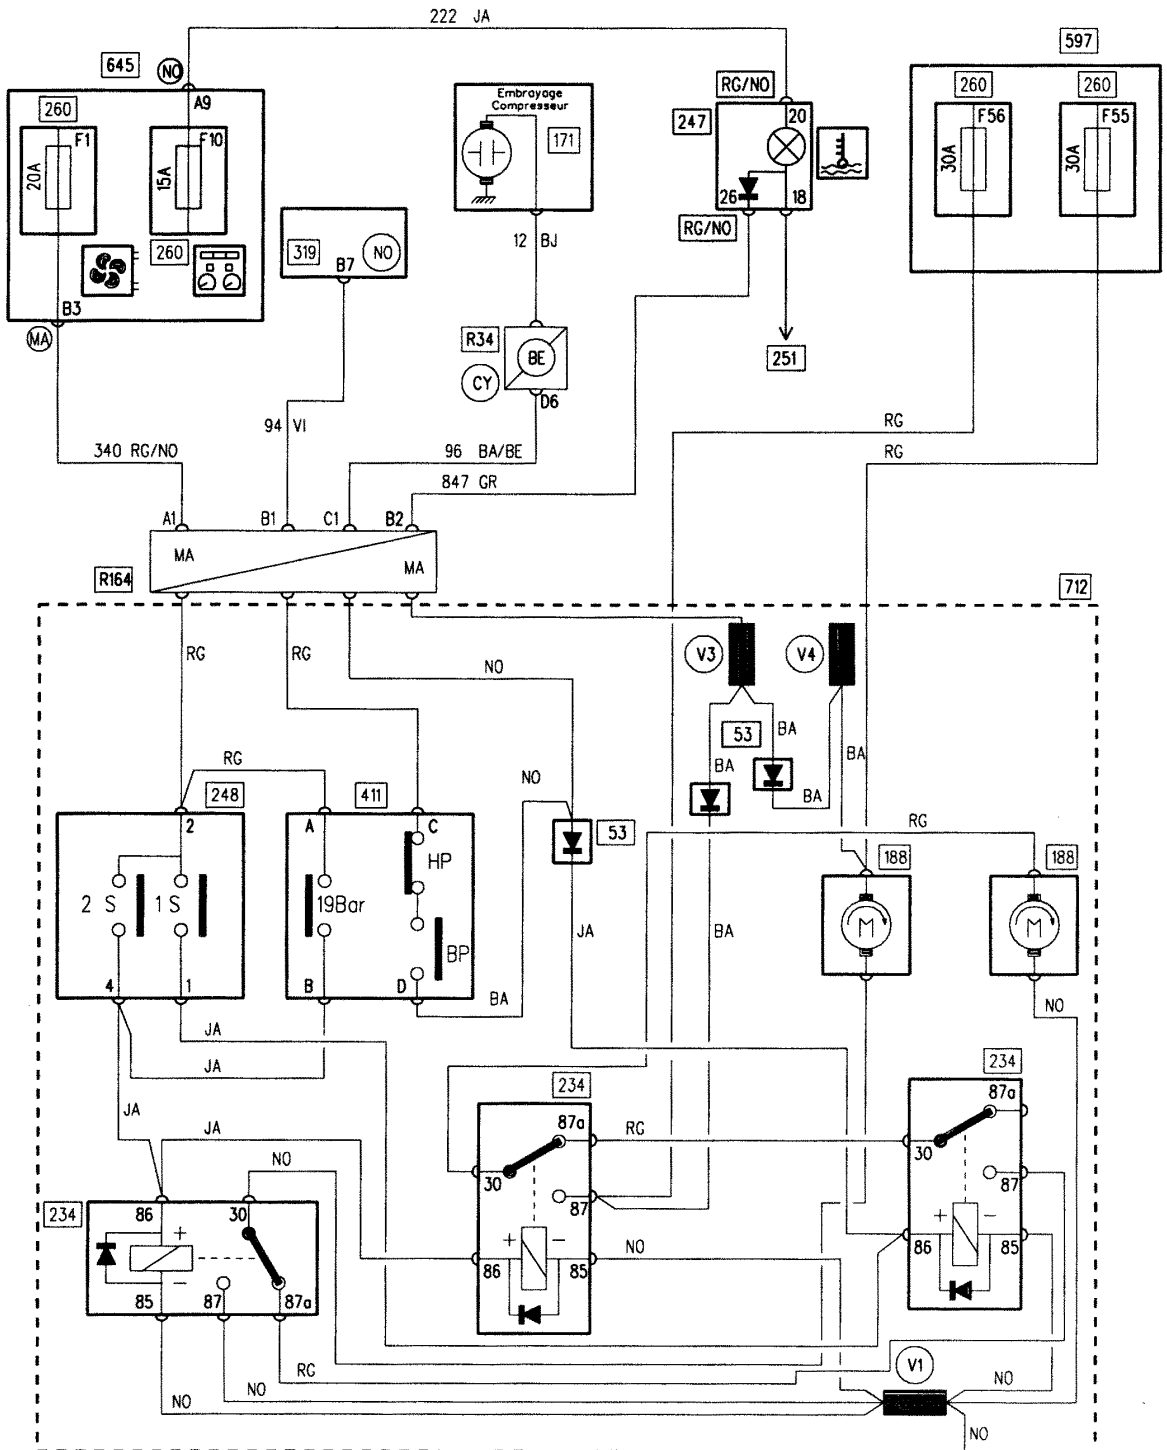 222 JA
645
NO
A9
260
F1
20A
F10
15A
260
B3
MA
319
NO
B7
Embrayage
Compresseur
171
12 BJ
R34
BE
CY
D6
RG/NO
247
20
26
18
RG/NO
251
597
260
260
F56
30A
F55
30A
RG
RG
340 RG/NO
94 VI
96 BA/BE
847 GR
A1
B1
C1
B2
MA
MA
R164
712
RG
RG
NO
V3
V4
53
BA
BA
BA
BA
RG
248
411
NO
53
RG
2
A
C
HP
2 S
1 S
19Bar
BP
188
188
M
M
JA
BA
4
1
B
D
BA
NO
JA
JA
JA
JA
234
234
87a
87a
RG
30
30
87
87
NO
234
86
30
+
-
+
-
+
-
NO
86
85
86
85
85
87
87a
RG
V1
NO
NO
NO
NO